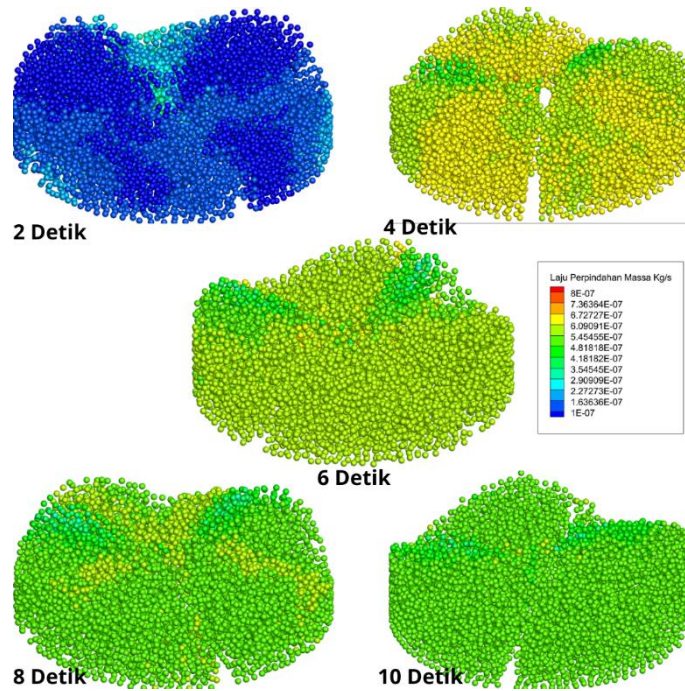 2 Detik
4 Detik
Laju Perpindahan Massa Kg/s
8E-07
7.36364E-07
6.72727E-07
6.09091E-07
5.45455E-07
4.81818E-07
4.18182E-07
3.54545E-07
2.90909E-07
2.27273E-07
1.63636E-07
1E-07
6 Detik
8 Detik
10 Detik